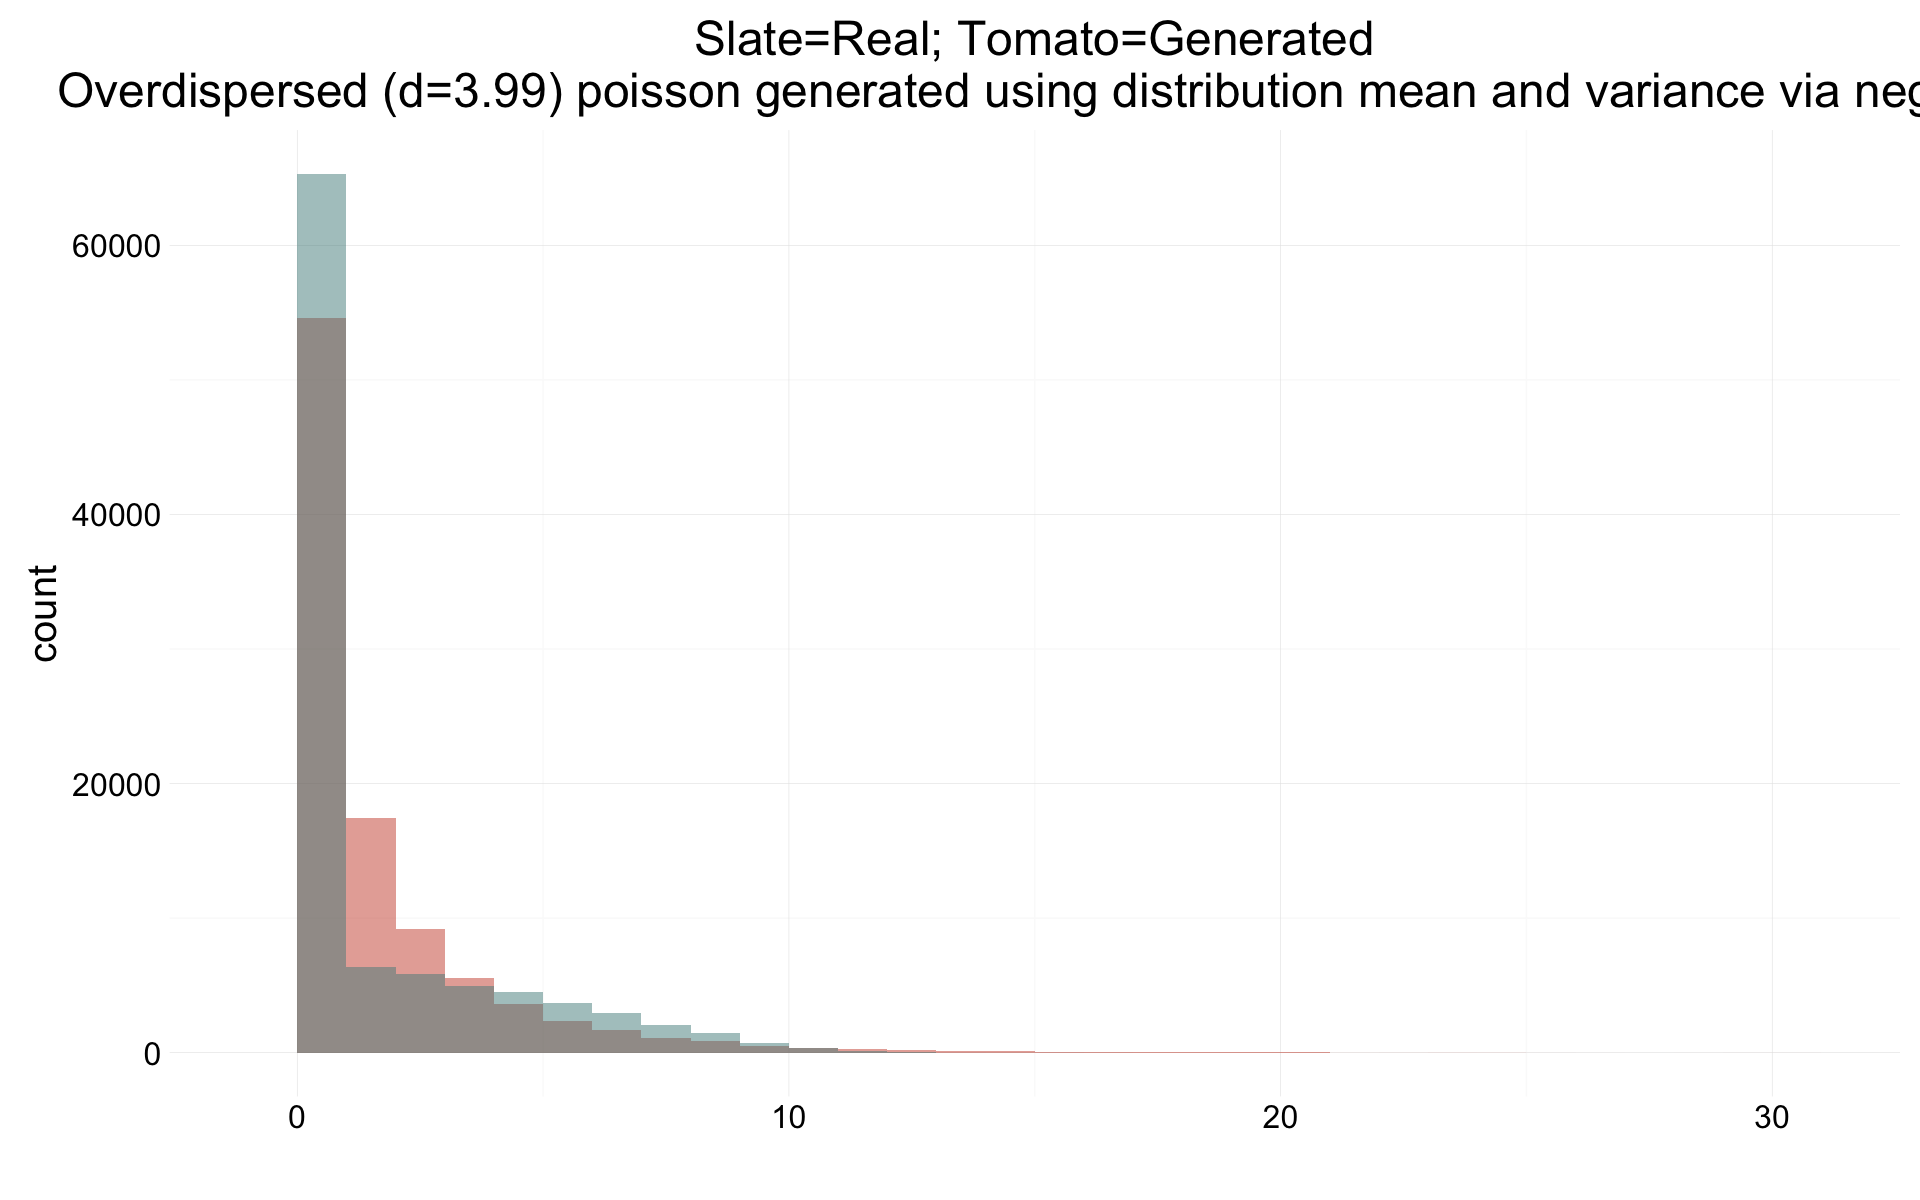 Slate=Real; Tomato=Generated
Overdispersed (d=3.99) poisson generated using distribution mean and variance via neg
60000
40000
20000
0
count
0 10 20 30